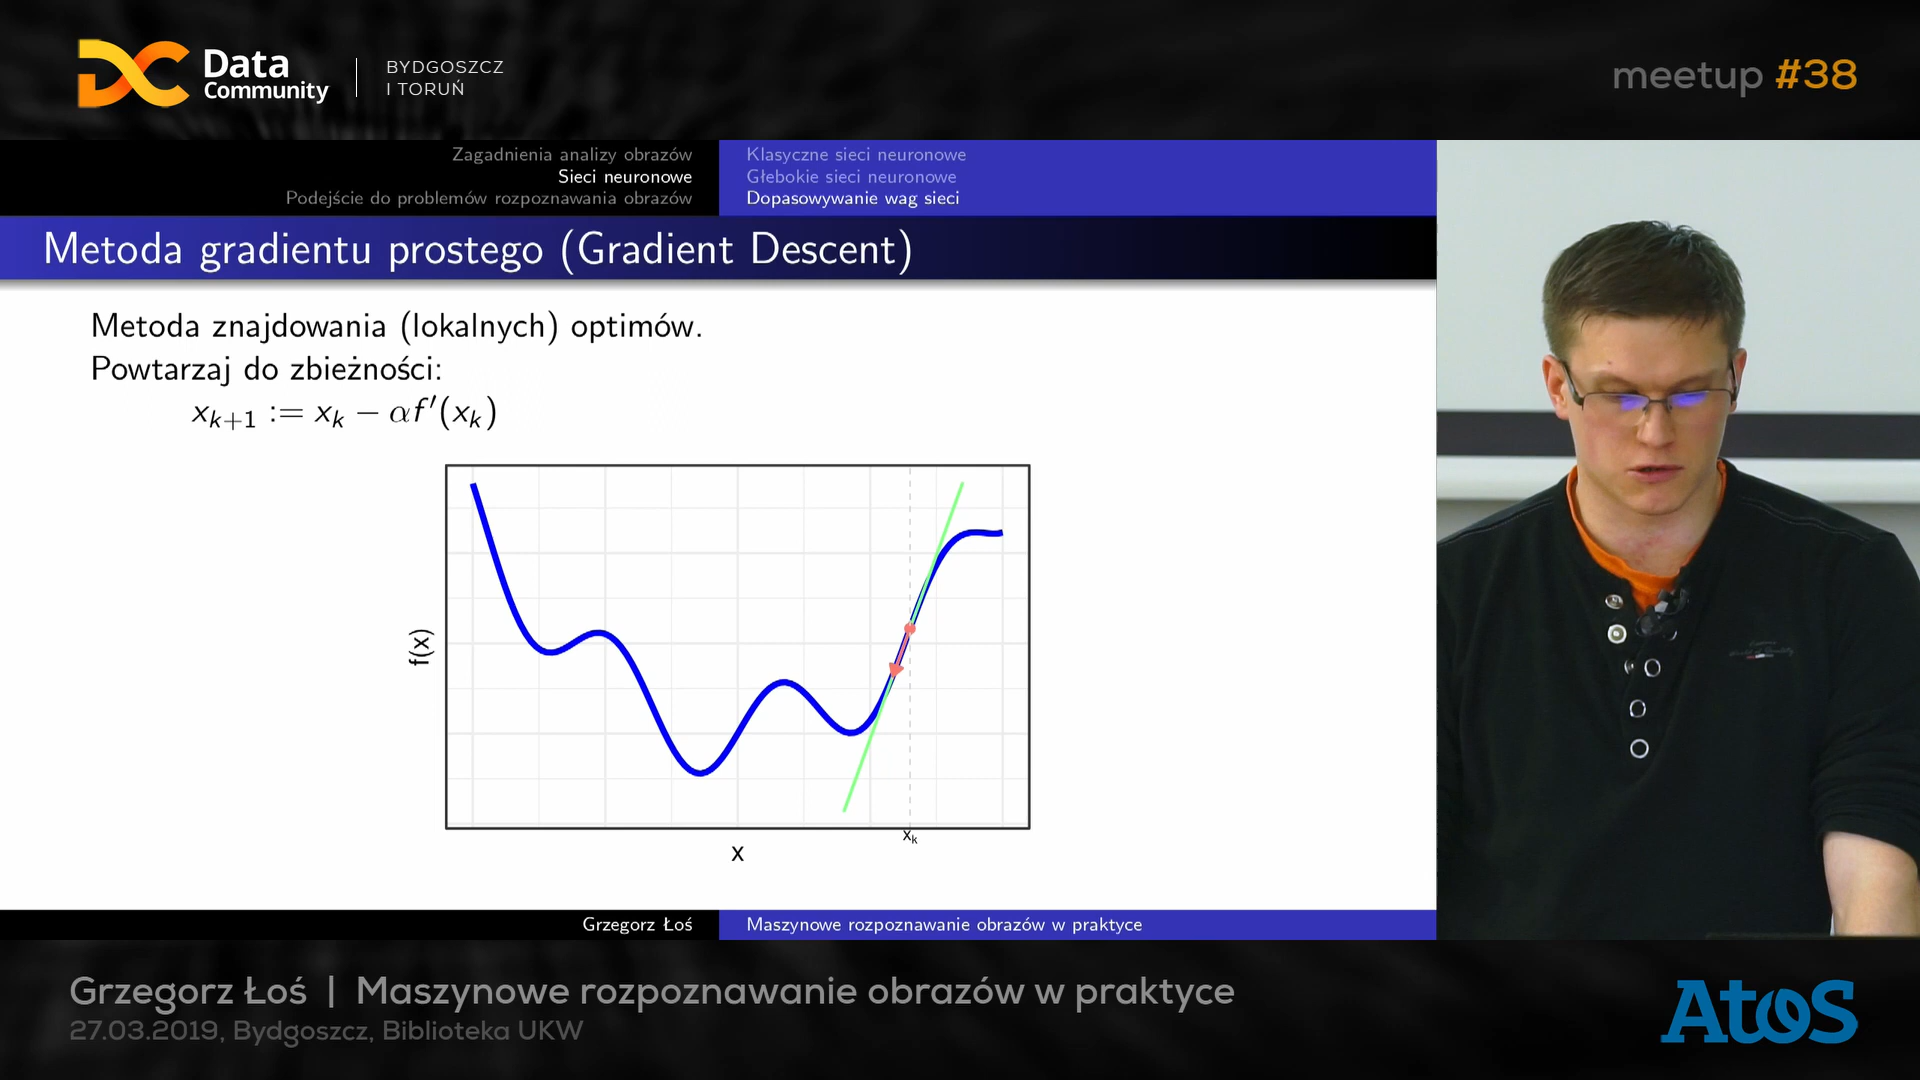 Data
Community
BYDGOSZCZ
I TORUŃ
meetup #38
Zagadnienia analizy obrazów
Sieci neuronowe
Podejście do problemów rozpoznawania obrazów
Klasyczne sieci neuronowe
Głebokie sieci neuronowe
Dopasowywanie wag sieci
Metoda gradientu prostego (Gradient Descent)
Metoda znajdowania (lokalnych) optimów.
Powtarzaj do zbieżności:
x_{k+1} := x_k − αf′(x_k)
f(x)
x_k
x
Grzegorz Łoś
Maszynowe rozpoznawanie obrazów w praktyce
Grzegorz Łoś | Maszynowe rozpoznawanie obrazów w praktyce
27.03.2019, Bydgoszcz, Biblioteka UKW
Atos